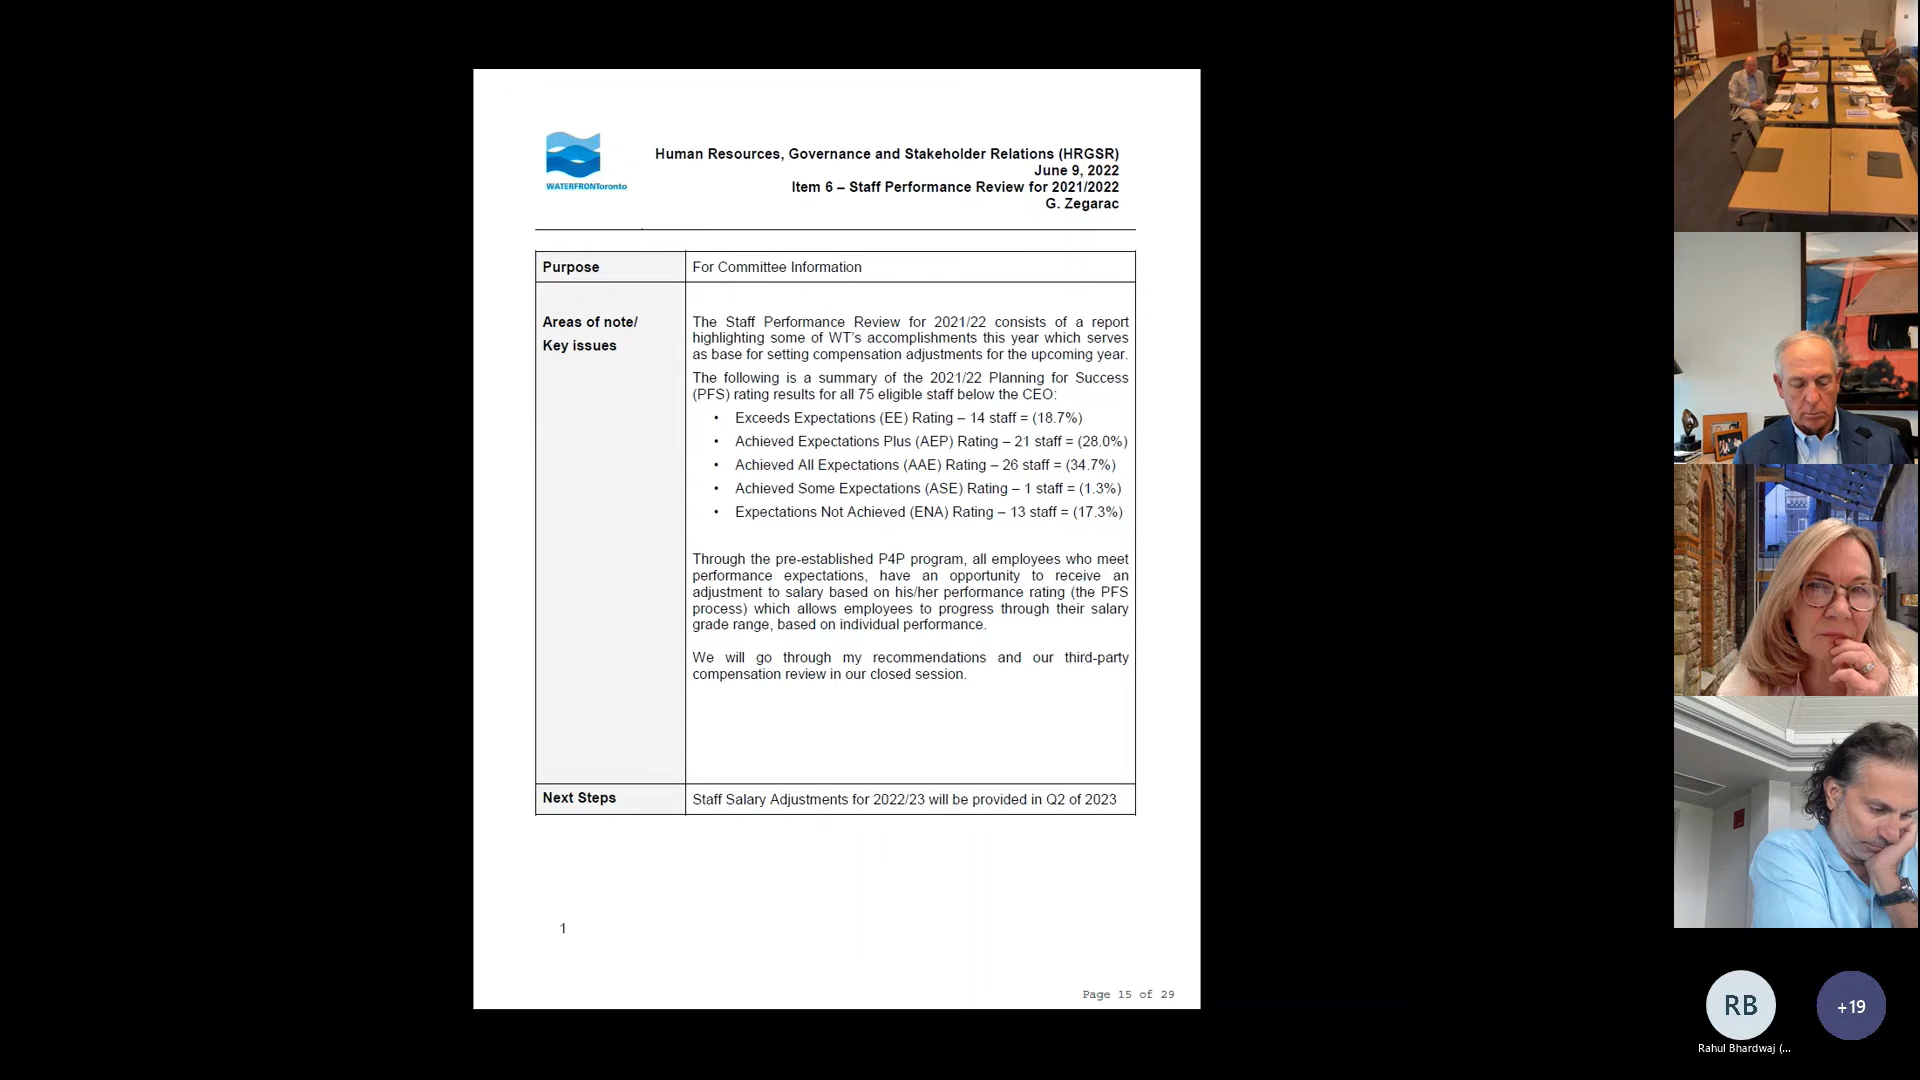 WATERFRONToronto
Human Resources, Governance and Stakeholder Relations (HRGSR)
June 9, 2022
Item 6 – Staff Performance Review for 2021/2022
G. Zegarac
Purpose
For Committee Information
Areas of note/
Key issues
The Staff Performance Review for 2021/22 consists of a report
highlighting some of WT's accomplishments this year which serves
as base for setting compensation adjustments for the upcoming year.
The following is a summary of the 2021/22 Planning for Success
(PFS) rating results for all 75 eligible staff below the CEO:
• Exceeds Expectations (EE) Rating – 14 staff = (18.7%)
• Achieved Expectations Plus (AEP) Rating – 21 staff = (28.0%)
• Achieved All Expectations (AAE) Rating – 26 staff = (34.7%)
• Achieved Some Expectations (ASE) Rating – 1 staff = (1.3%)
• Expectations Not Achieved (ENA) Rating – 13 staff = (17.3%)
Through the pre-established P4P program, all employees who meet
performance expectations, have an opportunity to receive an
adjustment to salary based on his/her performance rating (the PFS
process) which allows employees to progress through their salary
grade range, based on individual performance.
We will go through my recommendations and our third-party
compensation review in our closed session.
Next Steps
Staff Salary Adjustments for 2022/23 will be provided in Q2 of 2023
1
Page 15 of 29
RB
+19
Rahul Bhardwaj (...